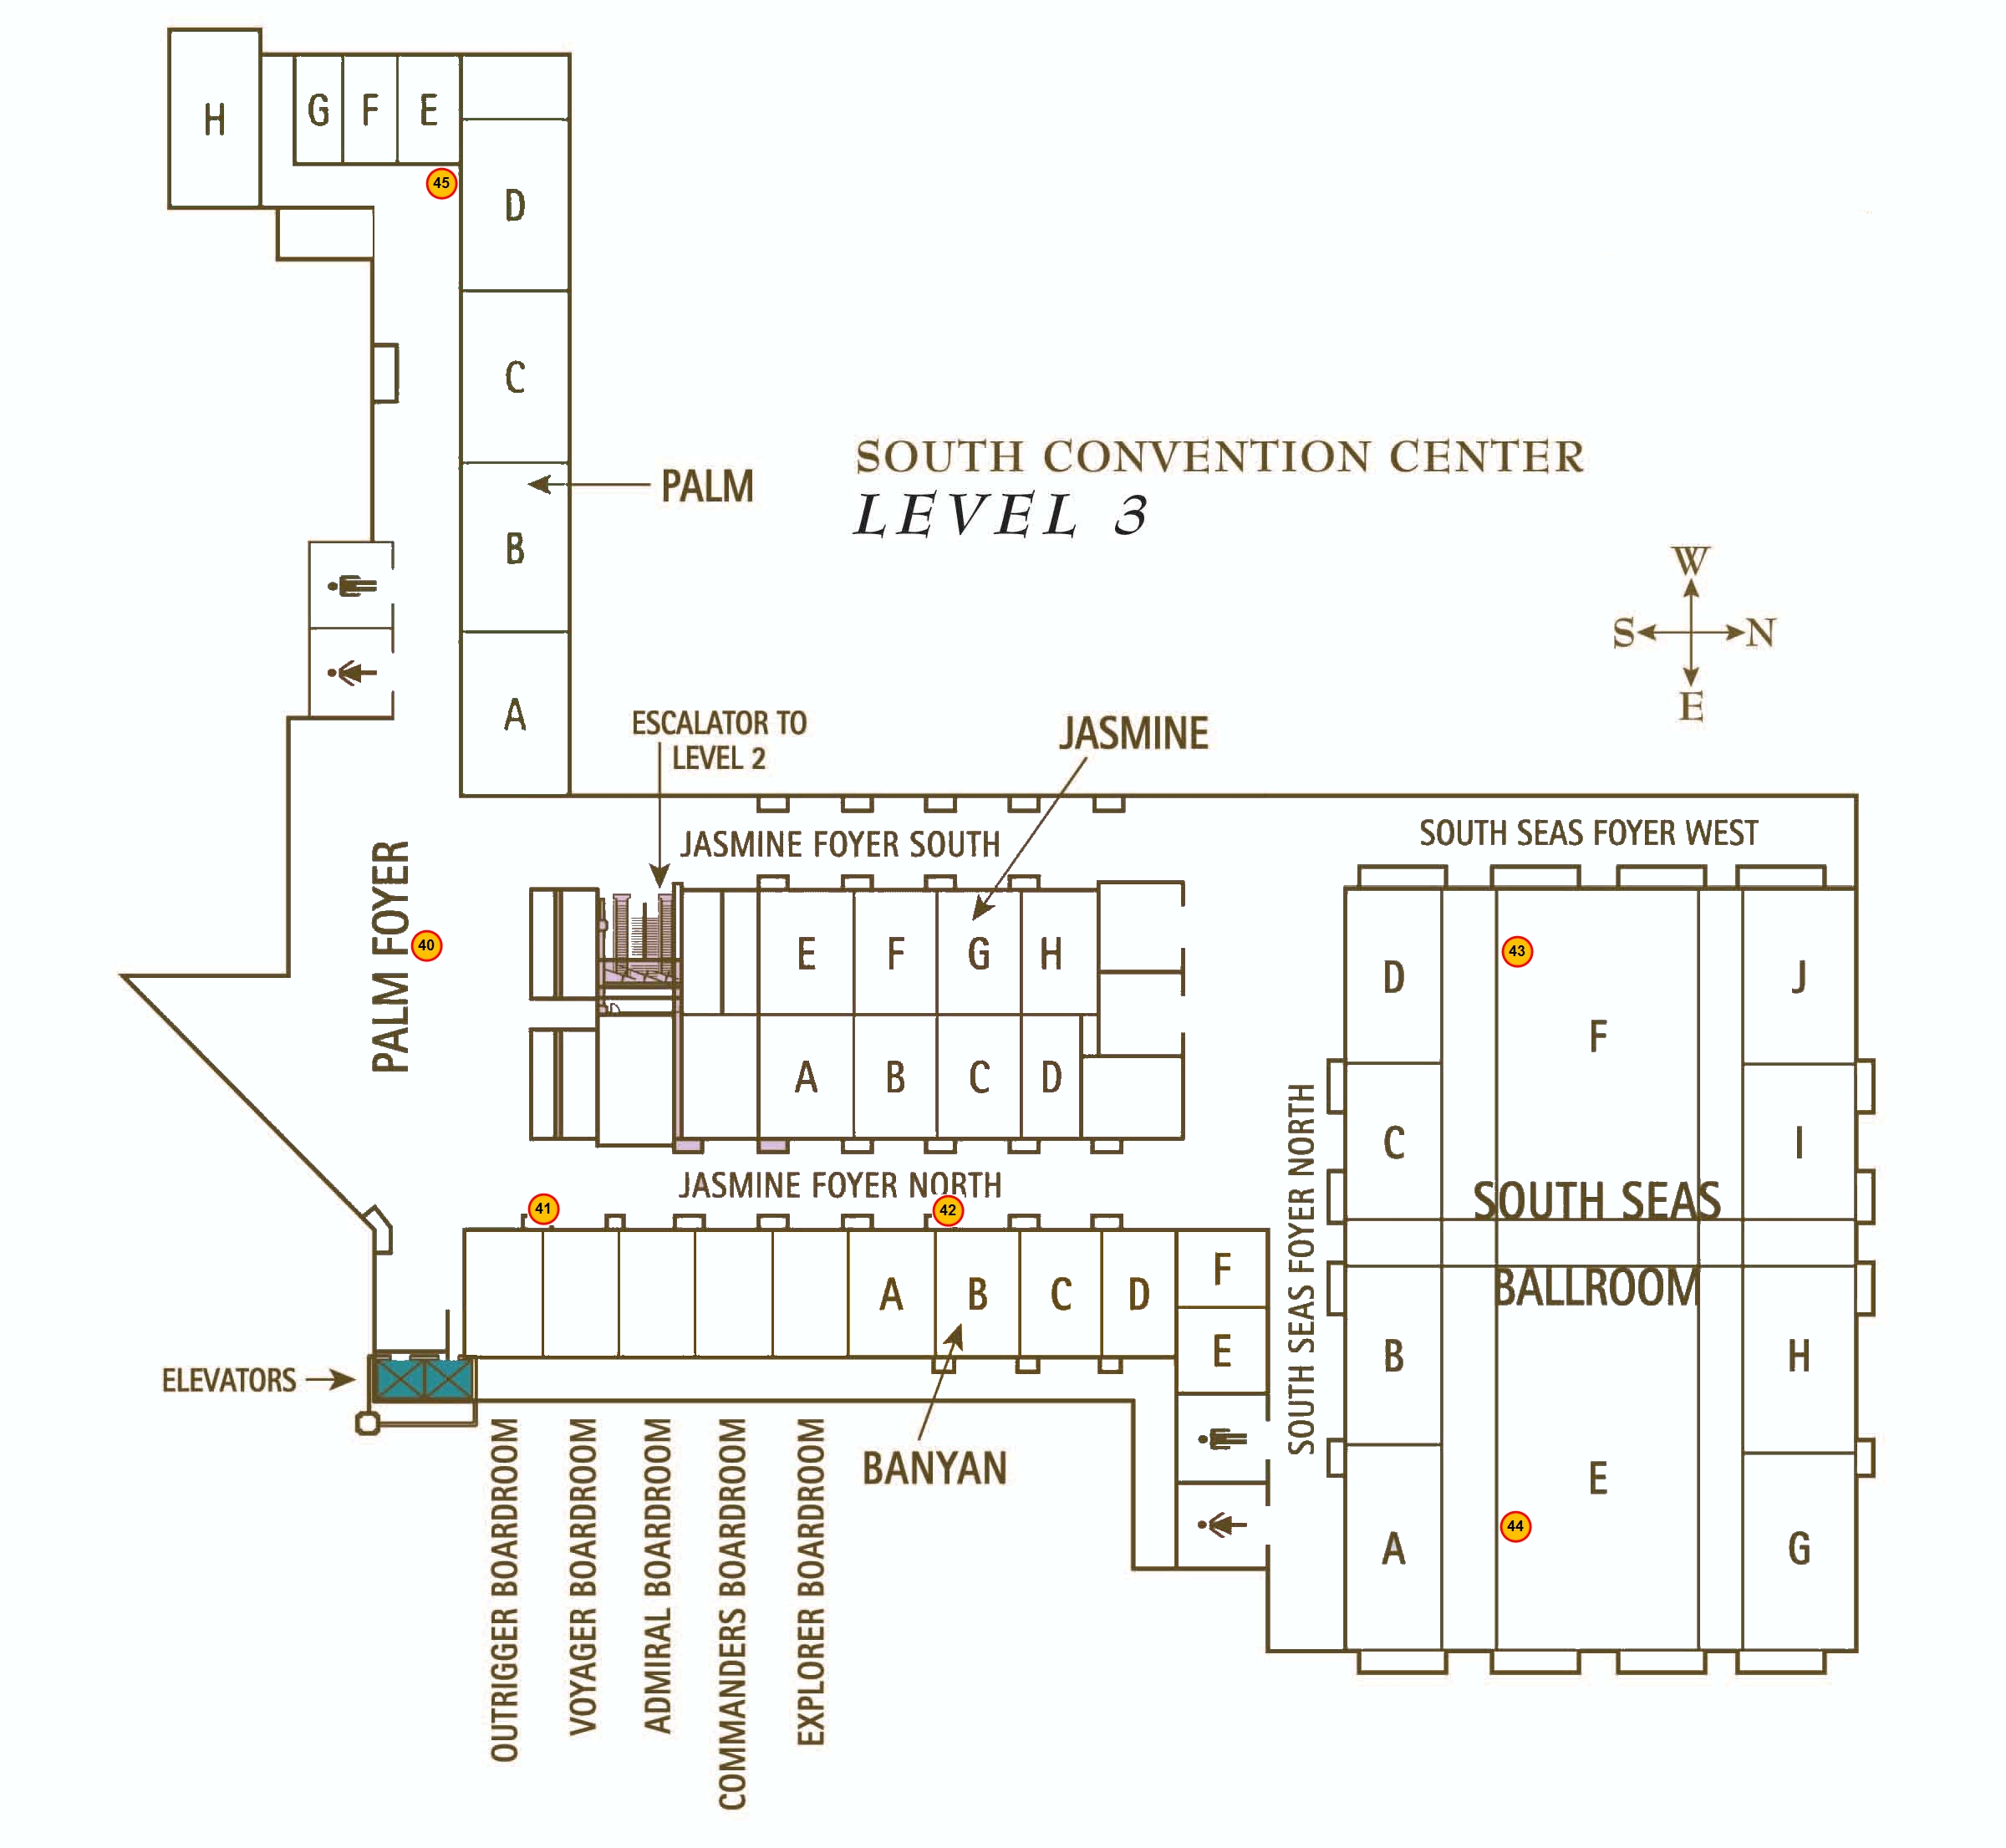 H
G F E
45
D
C
SOUTH CONVENTION CENTER
LEVEL 3
PALM
B
W
S N
E
A
ESCALATOR TO
LEVEL 2
JASMINE
JASMINE FOYER SOUTH
SOUTH SEAS FOYER WEST
PALM FOYER
40
E F G H
A B C D
43
D
F
J
C
I
SOUTH SEAS
BALLROOM
SOUTH SEAS FOYER NORTH
JASMINE FOYER NORTH
41
42
A B C D
F
E
B
H
E
44
A
G
ELEVATORS
BANYAN
OUTRIGGER BOARDROOM
VOYAGER BOARDROOM
ADMIRAL BOARDROOM
COMMANDERS BOARDROOM
EXPLORER BOARDROOM